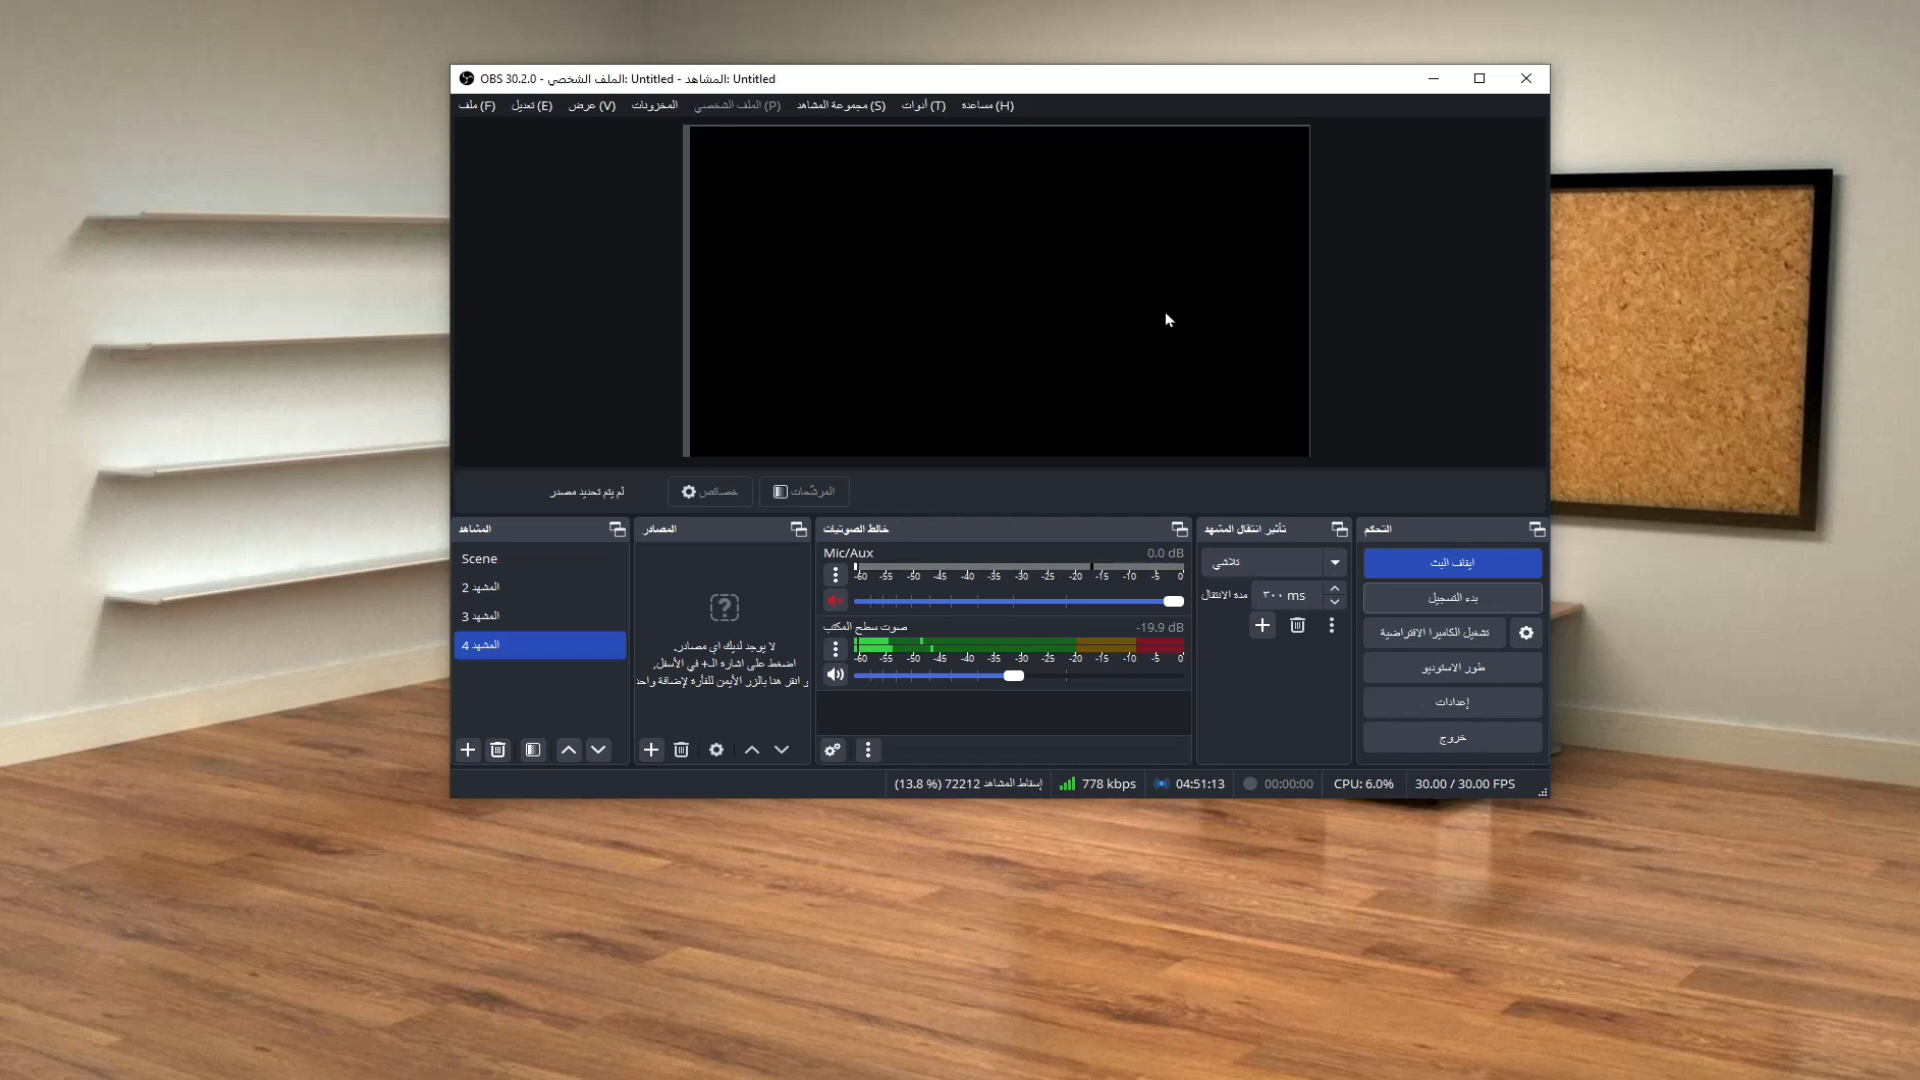 OBS 30.2.0 - الملف الشخصي: Untitled - المشاهد: Untitled
ملف (F) تعديل (E) عرض (V) المخزونات الملف الشخصي (P) مجموعة المشاهد (S) أدوات (T) مساعدة (H)
لم يتم تحديد مصدر خصائص المرشحات
المشاهد
Scene
المشهد 2
المشهد 3
المشهد 4
المصادر
لا يوجد لديك اي مصادر.
اضغط على اشارة الـ+ في الأسفل,
و انقر هنا بالزر الأيمن للفأرة لإضافة واحد
خالط الصوتيات
Mic/Aux 0.0 dB
-60 -55 -50 -45 -40 -35 -30 -25 -20 -15 -10 -5 0
صوت سطح المكتب -19.9 dB
-60 -55 -50 -45 -40 -35 -30 -25 -20 -15 -10 -5 0
تأثير انتقال المشهد
تلاشي
مدة الانتقال ٣٠٠ ms
التحكم
ايقاف البث
بدء التسجيل
تشغيل الكاميرا الافتراضية
طور الاستوديو
إعدادات
خروج
إسقاط المشاهد 72212 (13.8 %) 778 kbps 04:51:13 00:00:00 CPU: 6.0% 30.00 / 30.00 FPS